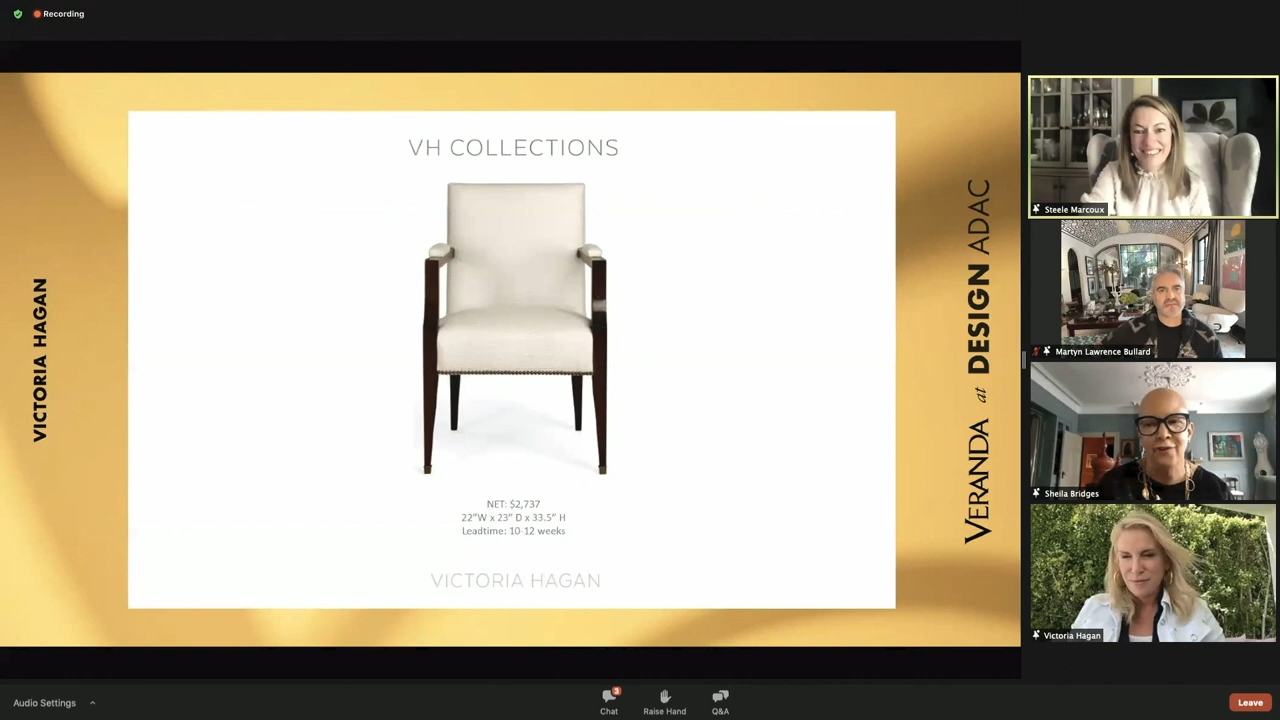 Recording
VH COLLECTIONS
NET: $2,737
22"W x 23" D x 33.5" H
Leadtime: 10-12 weeks
VICTORIA HAGAN
VICTORIA HAGAN
VERANDA at DESIGN ADAC
Steele Marcoux
Martyn Lawrence Bullard
Sheila Bridges
Victoria Hagan
Audio Settings
3
Chat
Raise Hand
Q&A
Leave